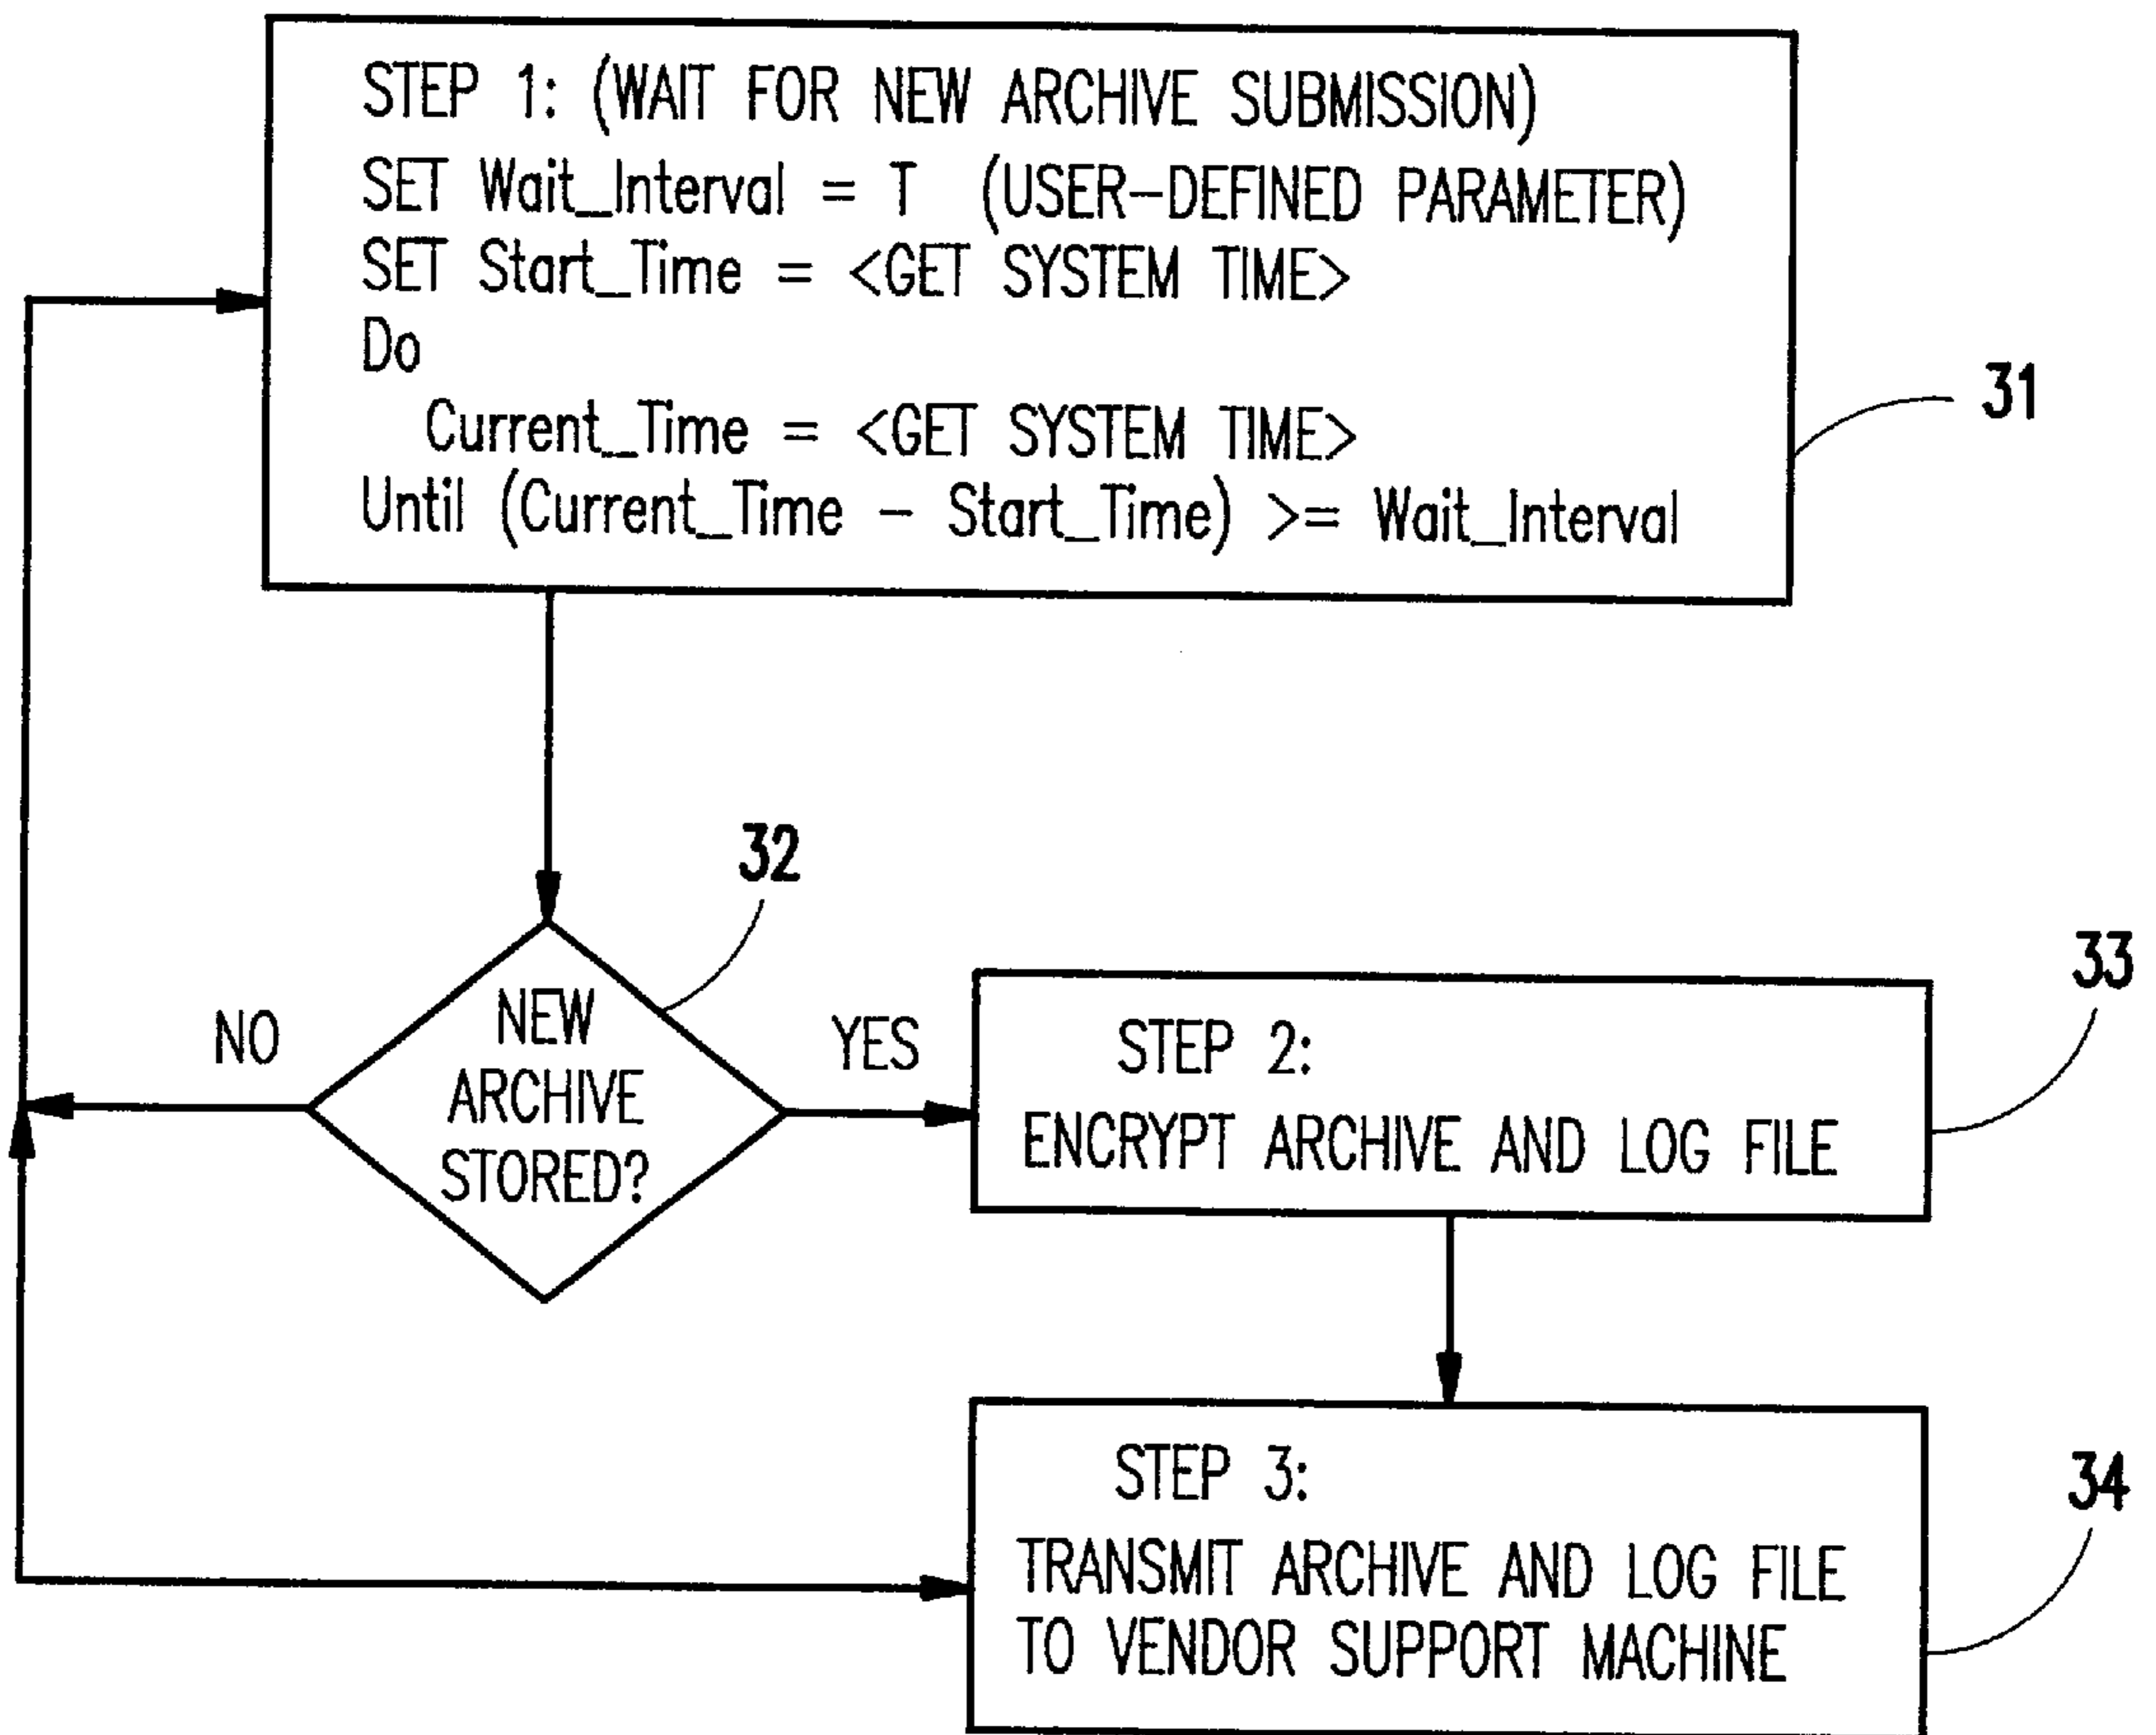 STEP 1: (WAIT FOR NEW ARCHIVE SUBMISSION)
SET Wait_Interval = T (USER-DEFINED PARAMETER)
SET Start_Time = <GET SYSTEM TIME>
Do
Current_Time = <GET SYSTEM TIME>
Until (Current_Time - Start_Time) >= Wait_Interval
31
32
NEW
ARCHIVE
STORED?
NO
YES
33
STEP 2:
ENCRYPT ARCHIVE AND LOG FILE
34
STEP 3:
TRANSMIT ARCHIVE AND LOG FILE
TO VENDOR SUPPORT MACHINE